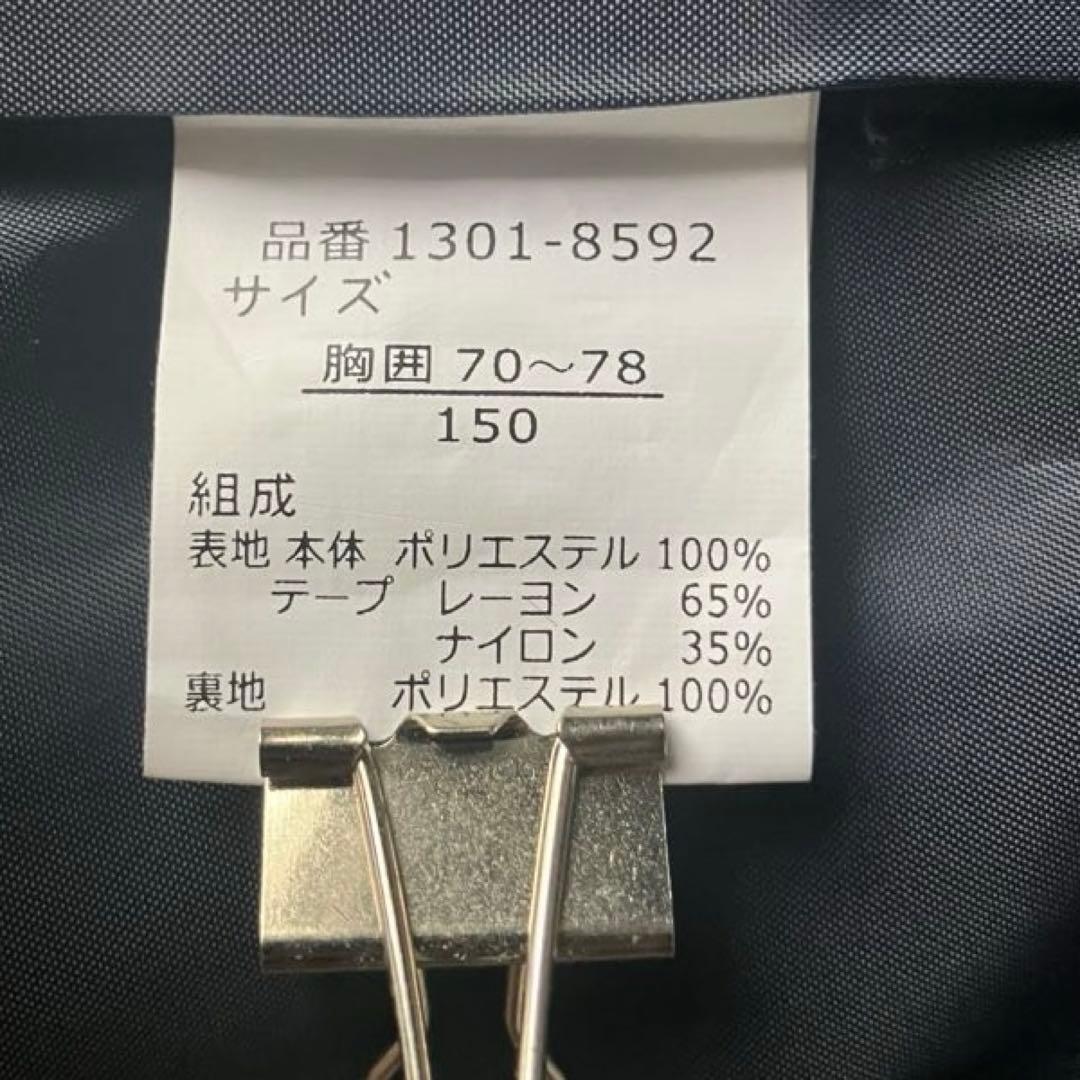 品番 1301-8592
サイズ
胸囲 70～78
150
組成
表地 本体 ポリエステル 100%
テープ レーヨン 65%
ナイロン 35%
裏地 ポリエステル 100%